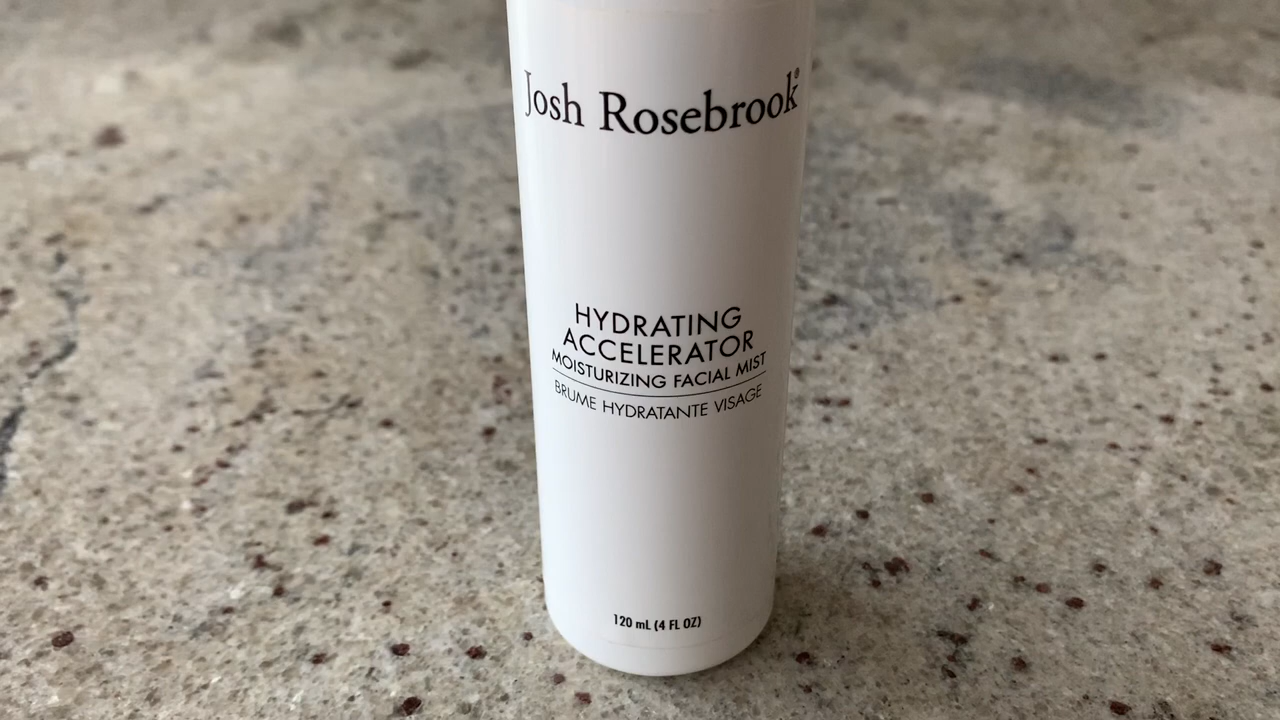 Josh Rosebrook®
HYDRATING
ACCELERATOR
MOISTURIZING FACIAL MIST
BRUME HYDRATANTE VISAGE
120 mL (4 FL OZ)